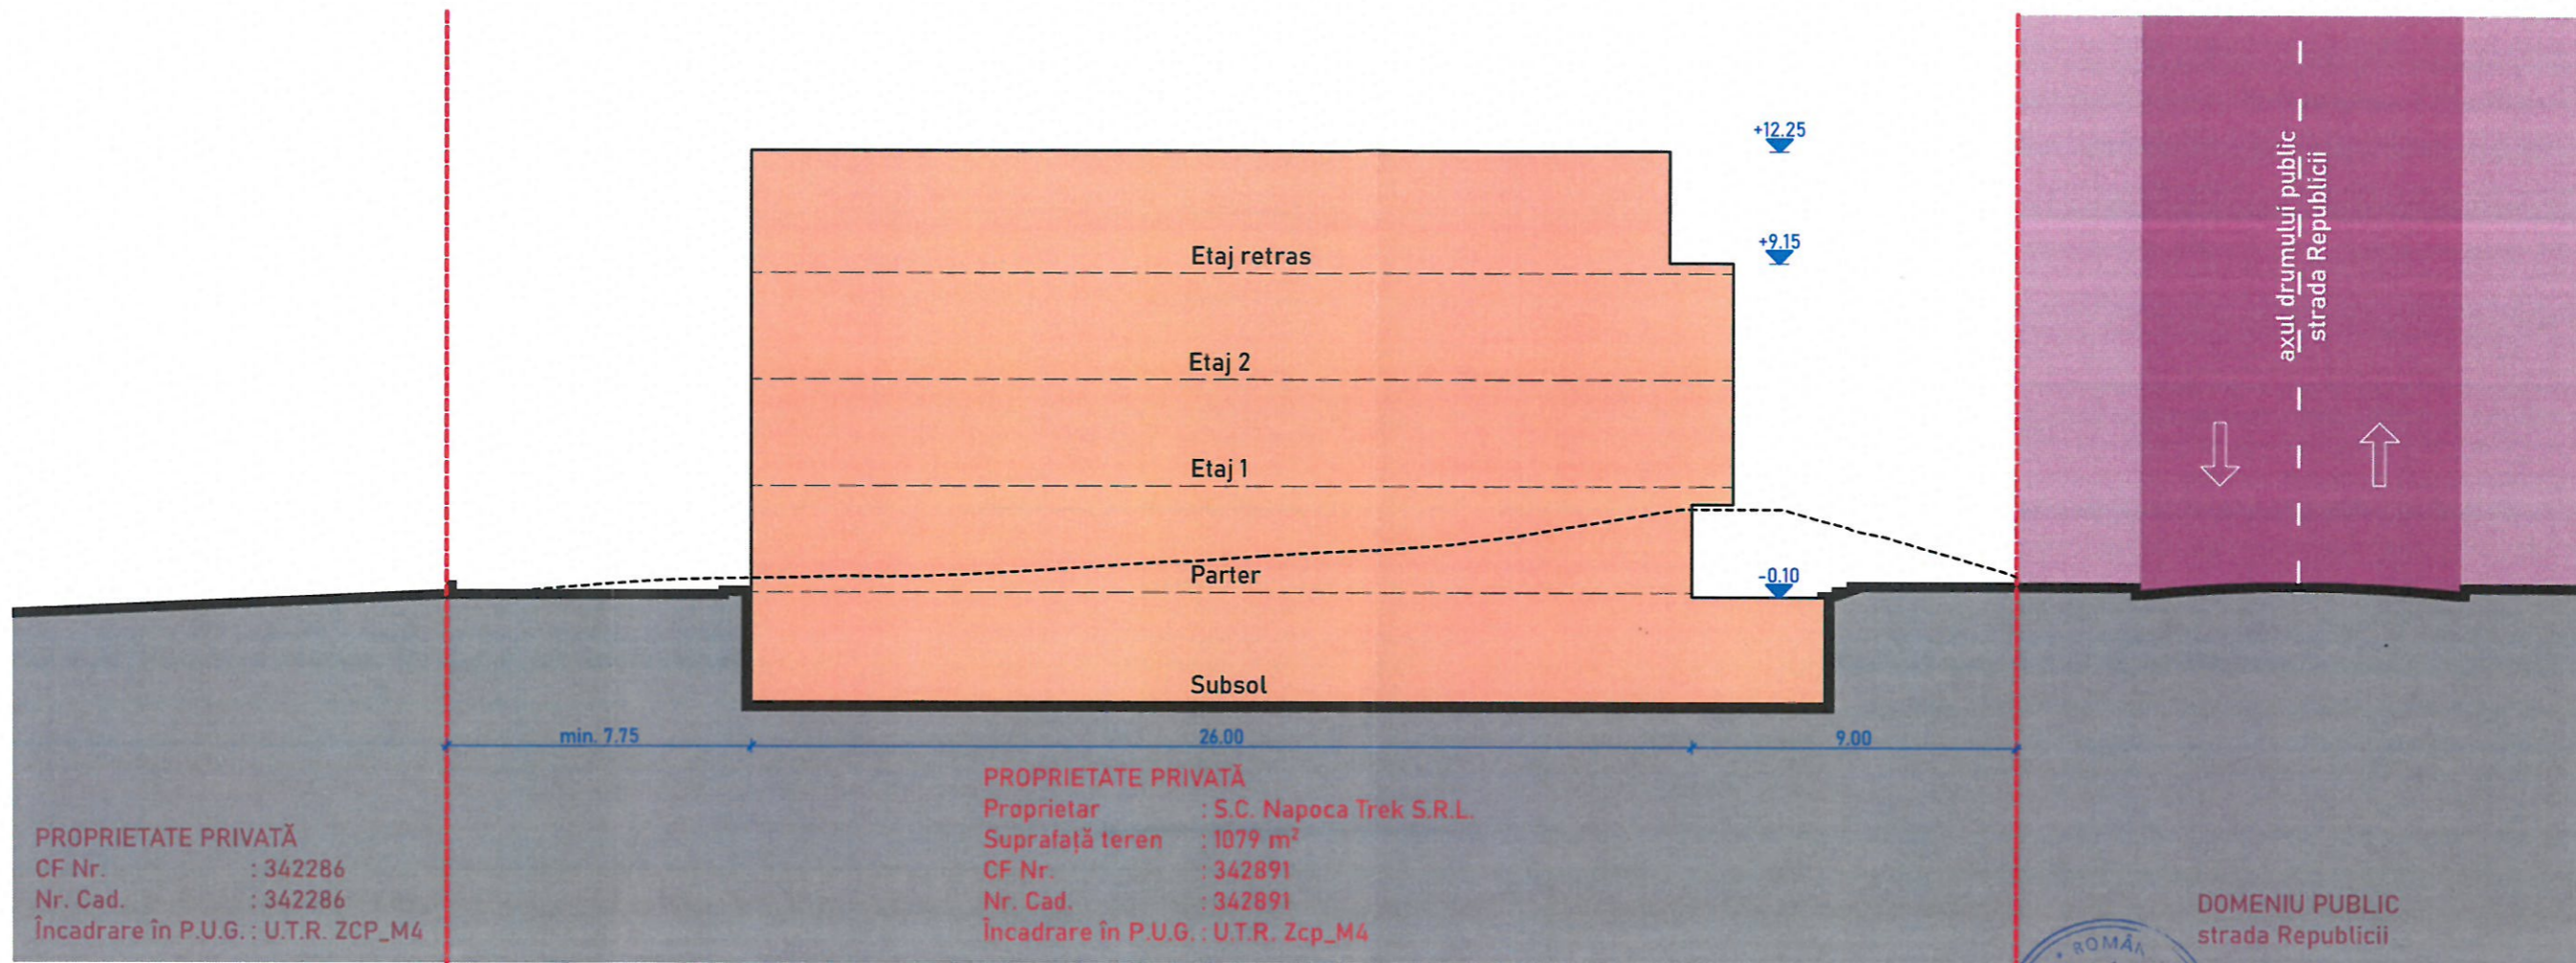 +12.25
+9.15
axul drumului public
strada Republicii
Etaj retras
Etaj 2
Etaj 1
Parter
-0.10
Subsol
min. 7.75
26.00
9.00
PROPRIETATE PRIVATĂ
Proprietar : S.C. Napoca Trek S.R.L.
Suprafață teren : 1079 m²
CF Nr. : 342891
Nr. Cad. : 342891
Încadrare în P.U.G. : U.T.R. Zcp_M4
PROPRIETATE PRIVATĂ
CF Nr. : 342286
Nr. Cad. : 342286
Încadrare în P.U.G. : U.T.R. ZCP_M4
DOMENIU PUBLIC
strada Republicii